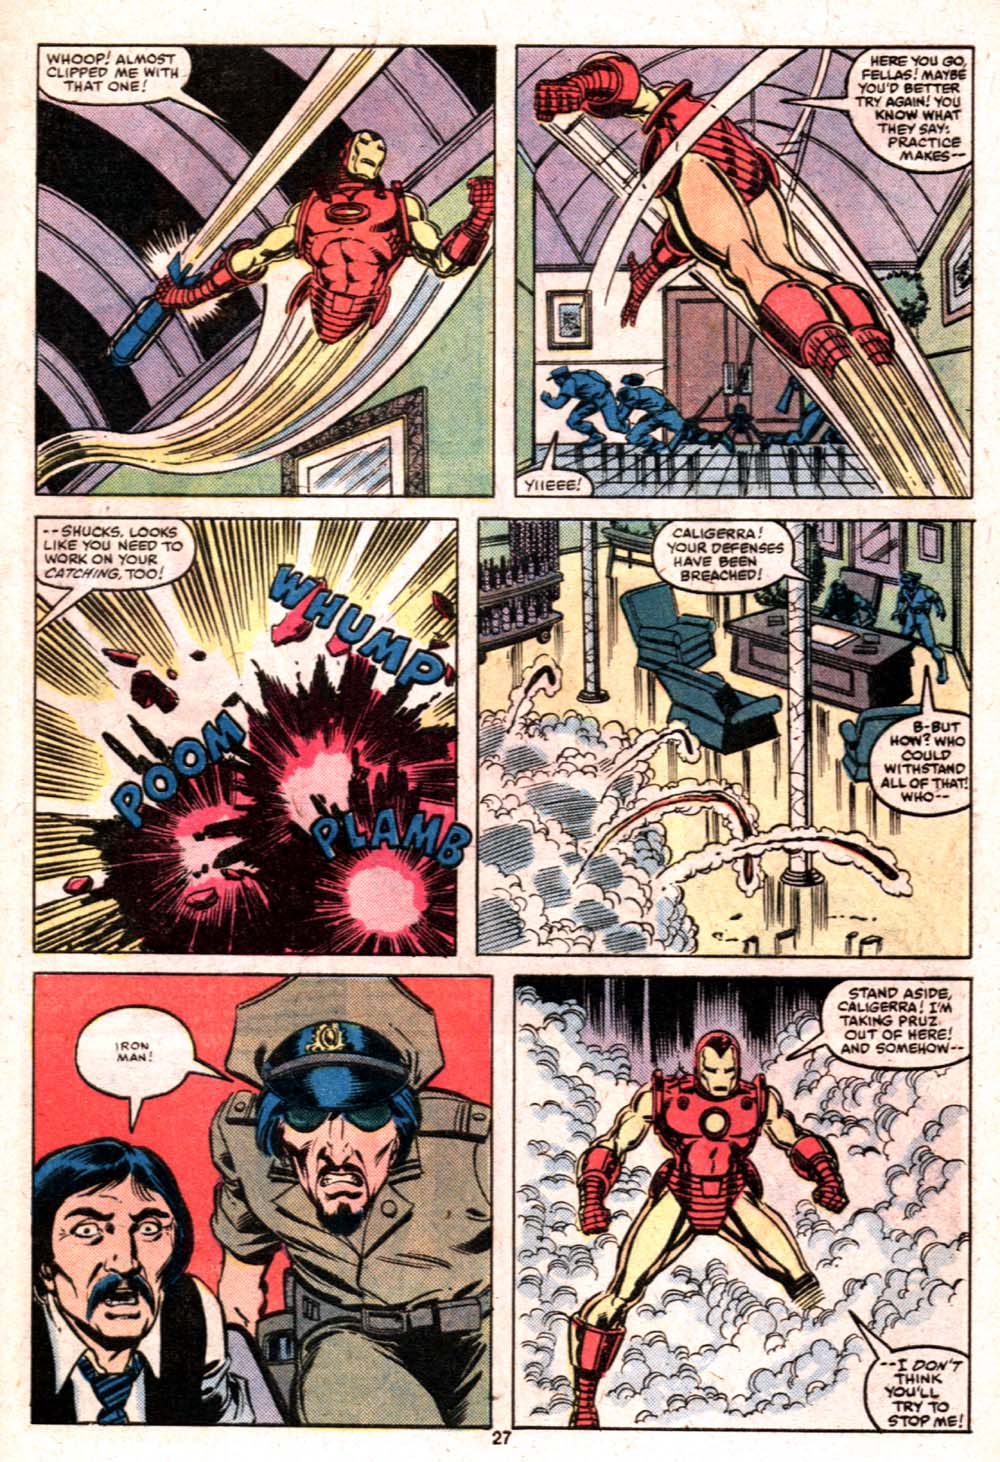 WHOOP! ALMOST
CLIPPED ME WITH
THAT ONE!
HERE YOU GO,
FELLAS! MAYBE
YOU'D BETTER
TRY AGAIN! YOU
KNOW WHAT
THEY SAY:
PRACTICE
MAKES--
YIIEEE!
--SHUCKS, LOOKS
LIKE YOU NEED TO
WORK ON YOUR
CATCHING, TOO!
WHUMP
POOM
PLAMB
CALIGERRA!
YOUR DEFENSES
HAVE BEEN
BREACHED!
B-BUT
HOW? WHO
COULD
WITHSTAND
ALL OF THAT!
WHO--
IRON
MAN!
STAND ASIDE,
CALIGERRA! I'M
TAKING PRUZ
OUT OF HERE!
AND SOMEHOW--
--I DON'T
THINK
YOU'LL
TRY TO
STOP ME!
27